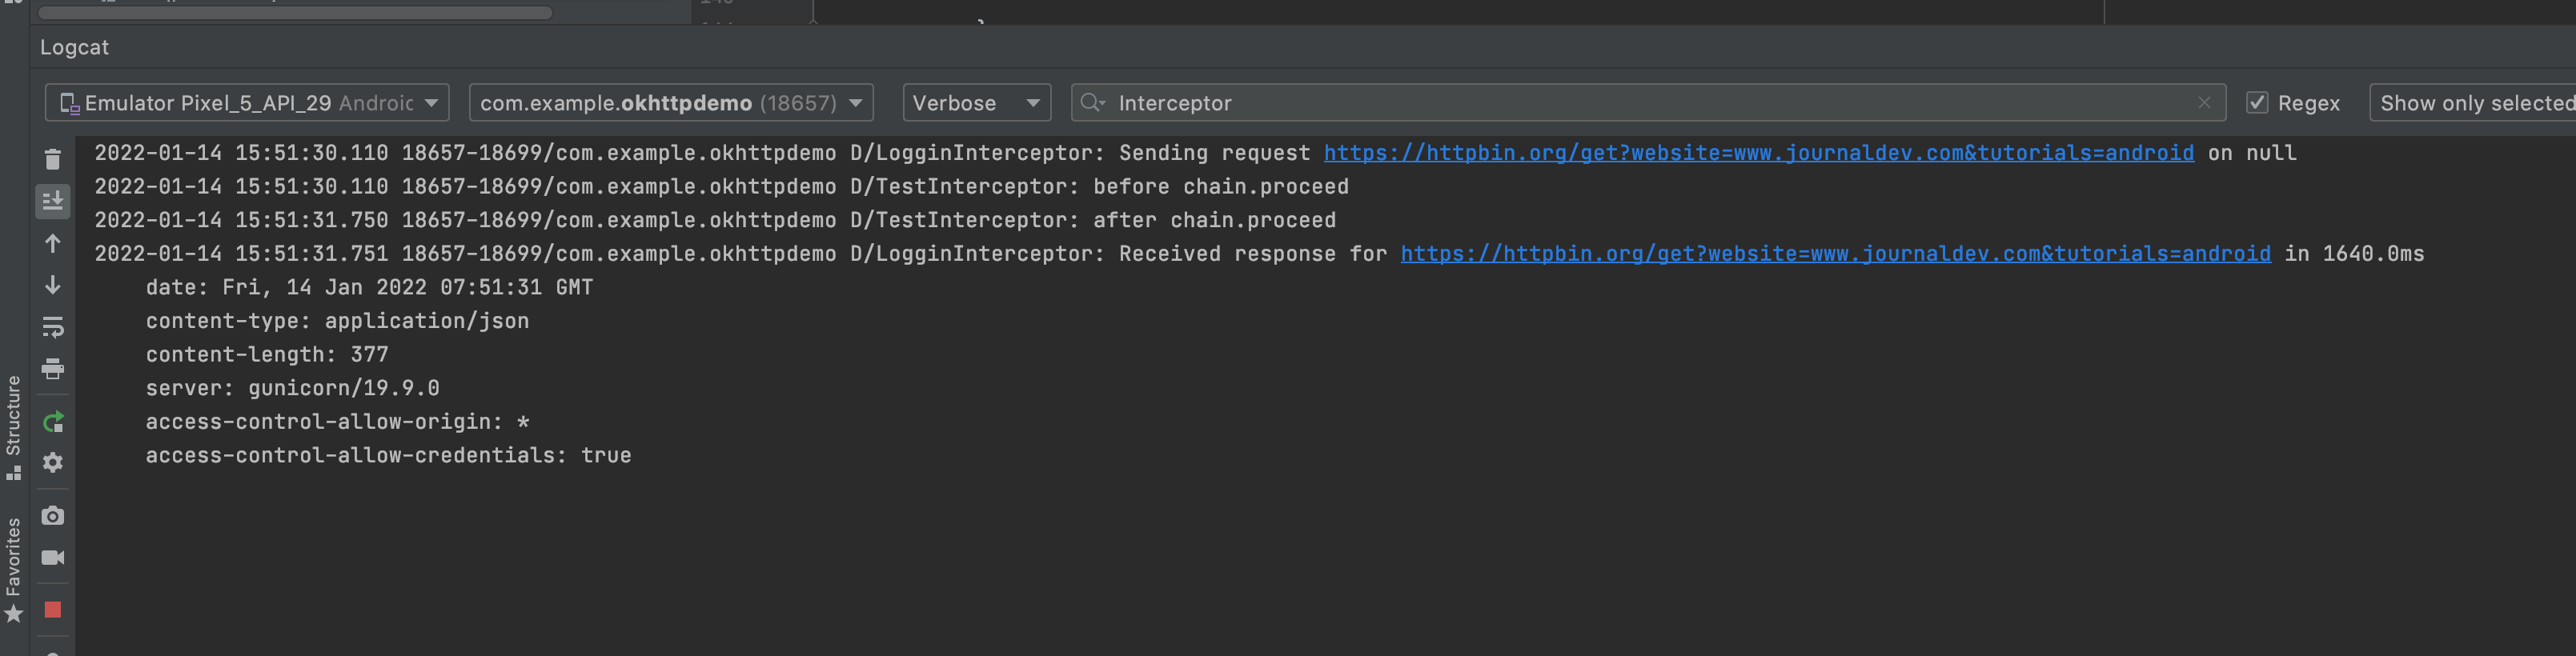 Logcat
Emulator Pixel_5_API_29 Androic com.example.okhttpdemo (18657) Verbose Interceptor Regex Show only selected
2022-01-14 15:51:30.110 18657-18699/com.example.okhttpdemo D/LogginInterceptor: Sending request https://httpbin.org/get?website=www.journaldev.com&tutorials=android on null
2022-01-14 15:51:30.110 18657-18699/com.example.okhttpdemo D/TestInterceptor: before chain.proceed
2022-01-14 15:51:31.750 18657-18699/com.example.okhttpdemo D/TestInterceptor: after chain.proceed
2022-01-14 15:51:31.751 18657-18699/com.example.okhttpdemo D/LogginInterceptor: Received response for https://httpbin.org/get?website=www.journaldev.com&tutorials=android in 1640.0ms
date: Fri, 14 Jan 2022 07:51:31 GMT
content-type: application/json
content-length: 377
server: gunicorn/19.9.0
access-control-allow-origin: *
access-control-allow-credentials: true
Structure
Favorites